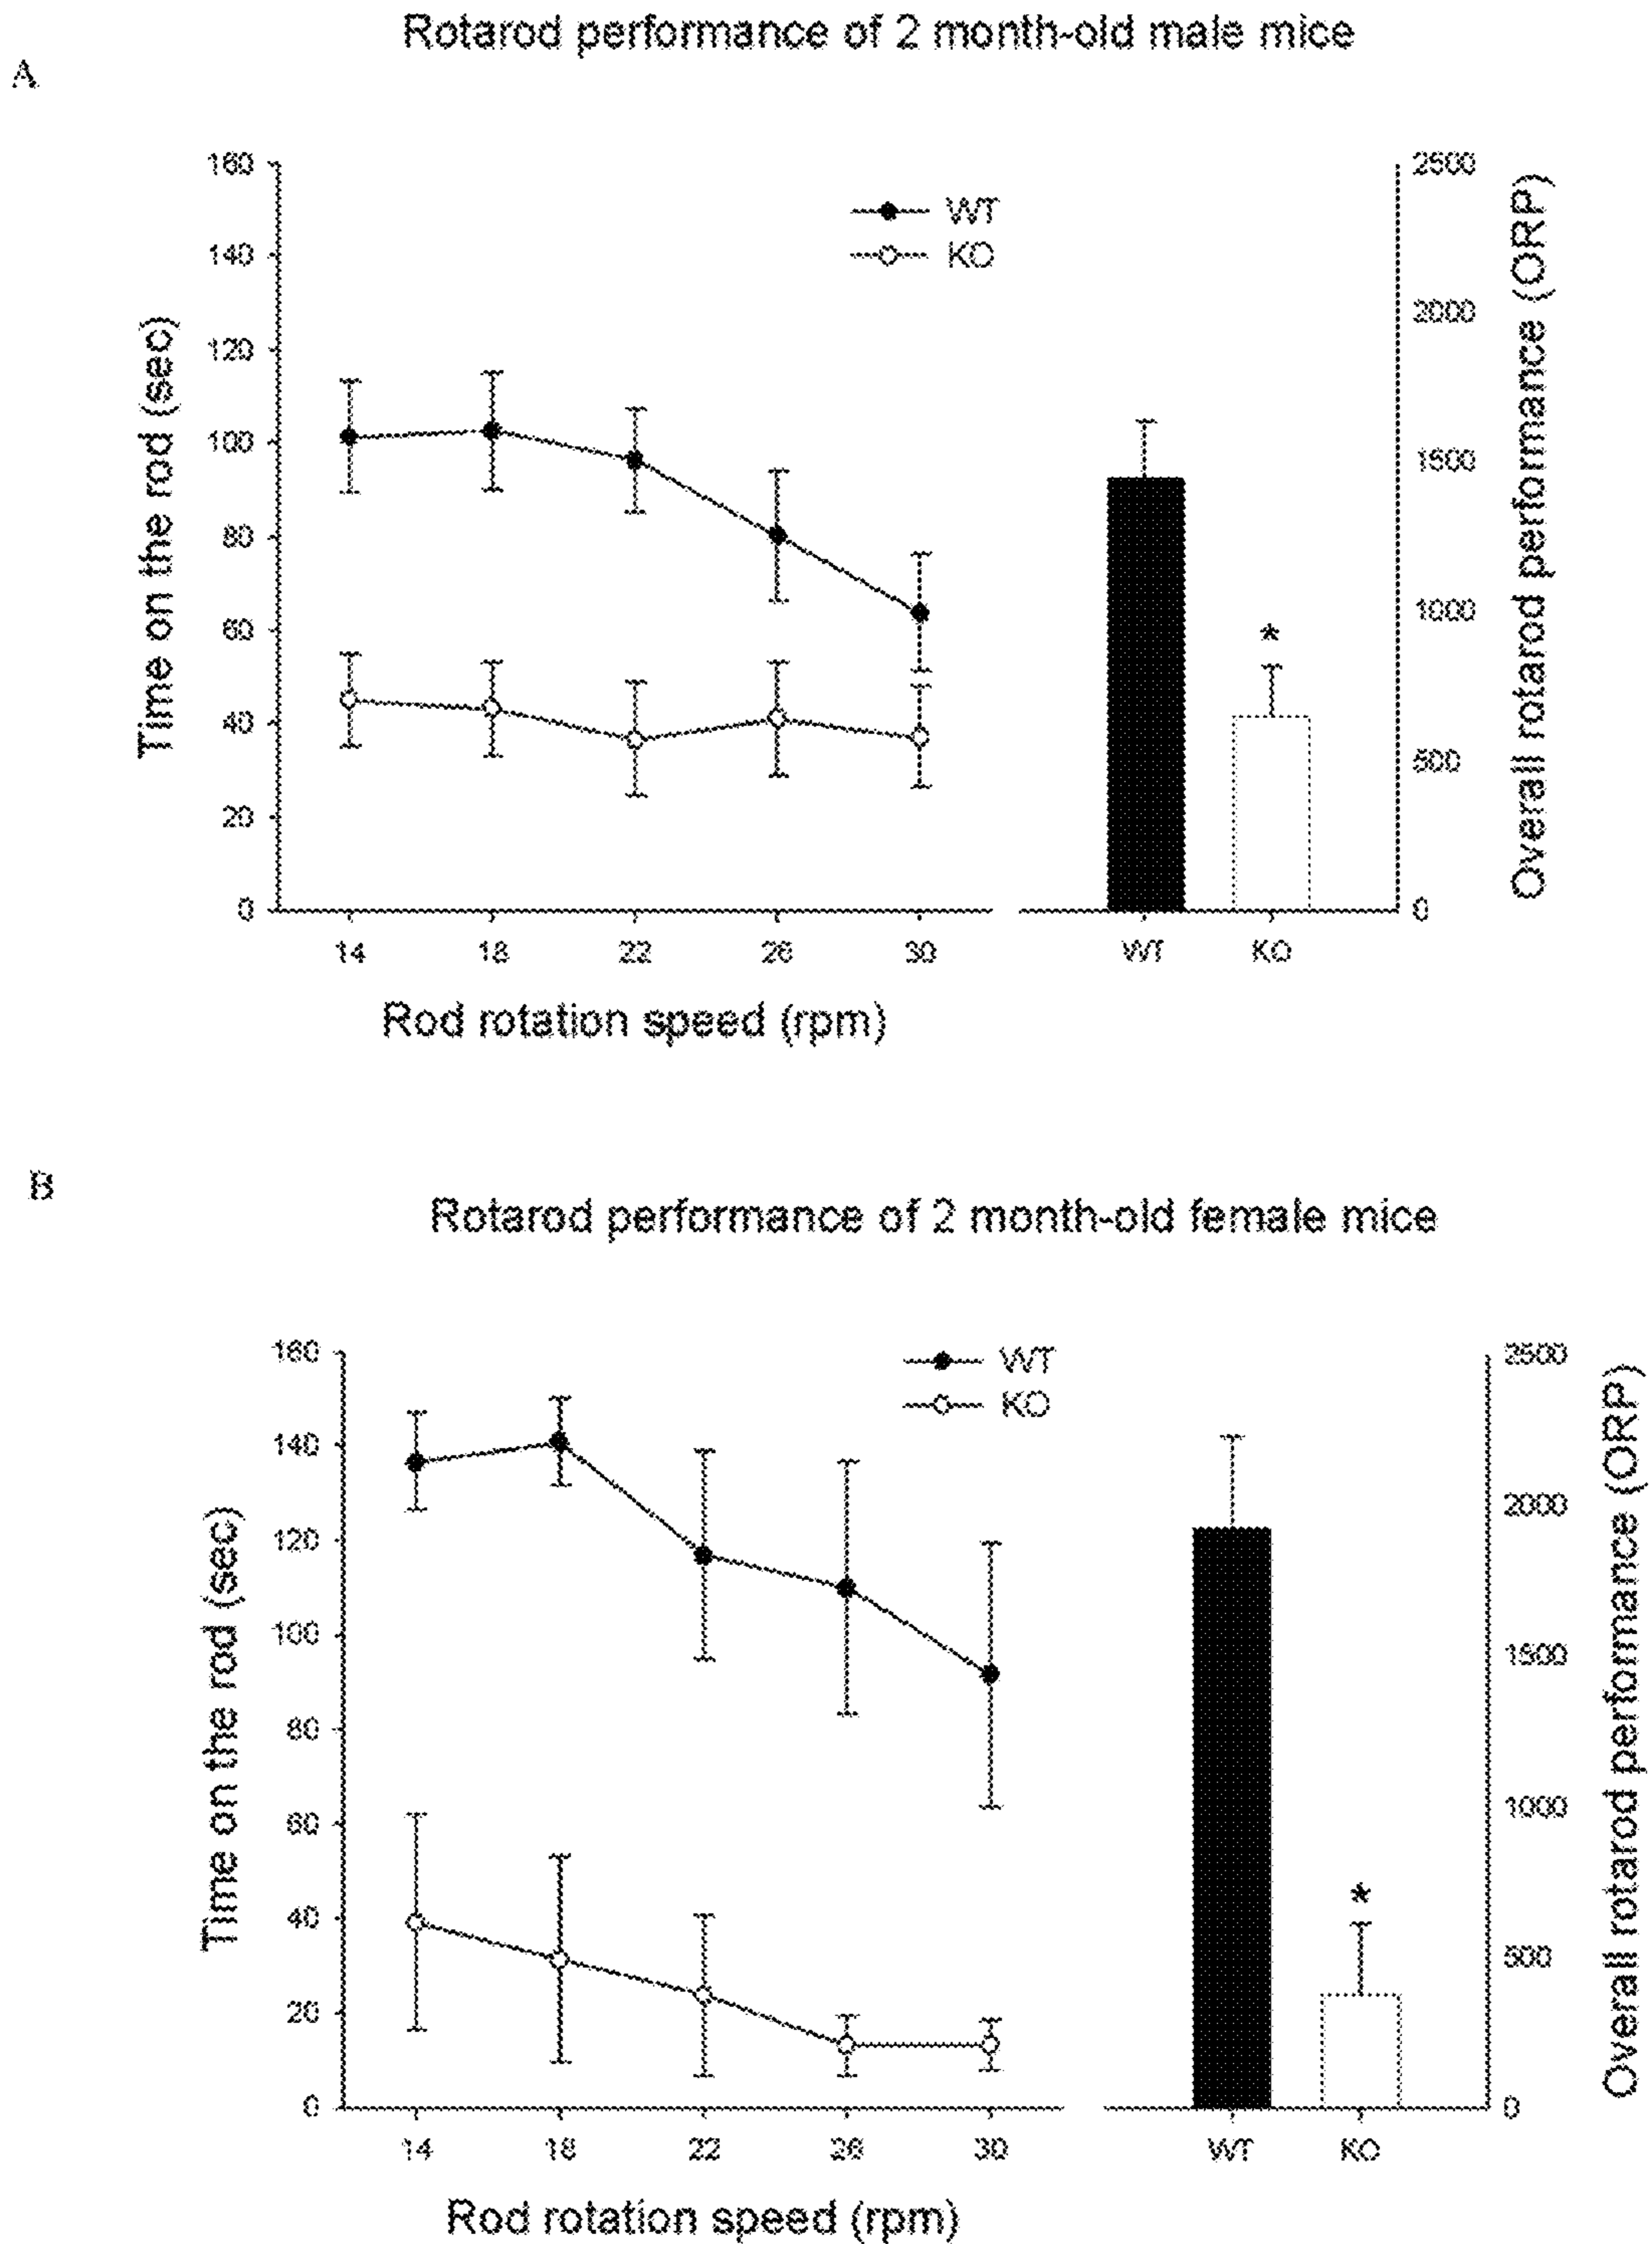 Rotarod performance of 2 month-old male mice
A
160
140
120
100
80
60
40
20
0
Time on the rod (sec)
WT
KO
14
18
22
26
30
Rod rotation speed (rpm)
2500
2000
1500
1000
500
0
Overall rotarod performance (ORP)
*
WT
KO
B
Rotarod performance of 2 month-old female mice
160
140
120
100
80
60
40
20
0
Time on the rod (sec)
WT
KO
14
18
22
26
30
Rod rotation speed (rpm)
2500
2000
1500
1000
500
0
Overall rotarod performance (ORP)
*
WT
KO